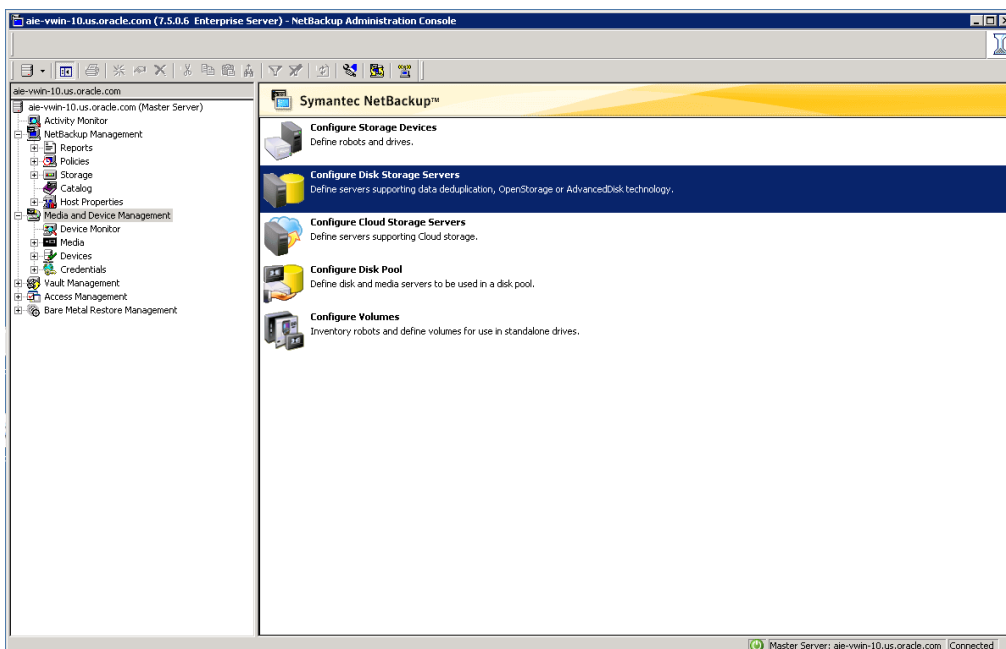 aie-vwin-10.us.oracle.com (7.5.0.6 Enterprise Server) - NetBackup Administration Console
aie-vwin-10.us.oracle.com
aie-vwin-10.us.oracle.com (Master Server)
Activity Monitor
NetBackup Management
Reports
Policies
Storage
Catalog
Host Properties
Media and Device Management
Device Monitor
Media
Devices
Credentials
Vault Management
Access Management
Bare Metal Restore Management
Symantec NetBackup™
Configure Storage Devices
Define robots and drives.
Configure Disk Storage Servers
Define servers supporting data deduplication, OpenStorage or AdvancedDisk technology.
Configure Cloud Storage Servers
Define servers supporting Cloud storage.
Configure Disk Pool
Define disk and media servers to be used in a disk pool.
Configure Volumes
Inventory robots and define volumes for use in standalone drives.
Master Server: aie-vwin-10.us.oracle.com Connected